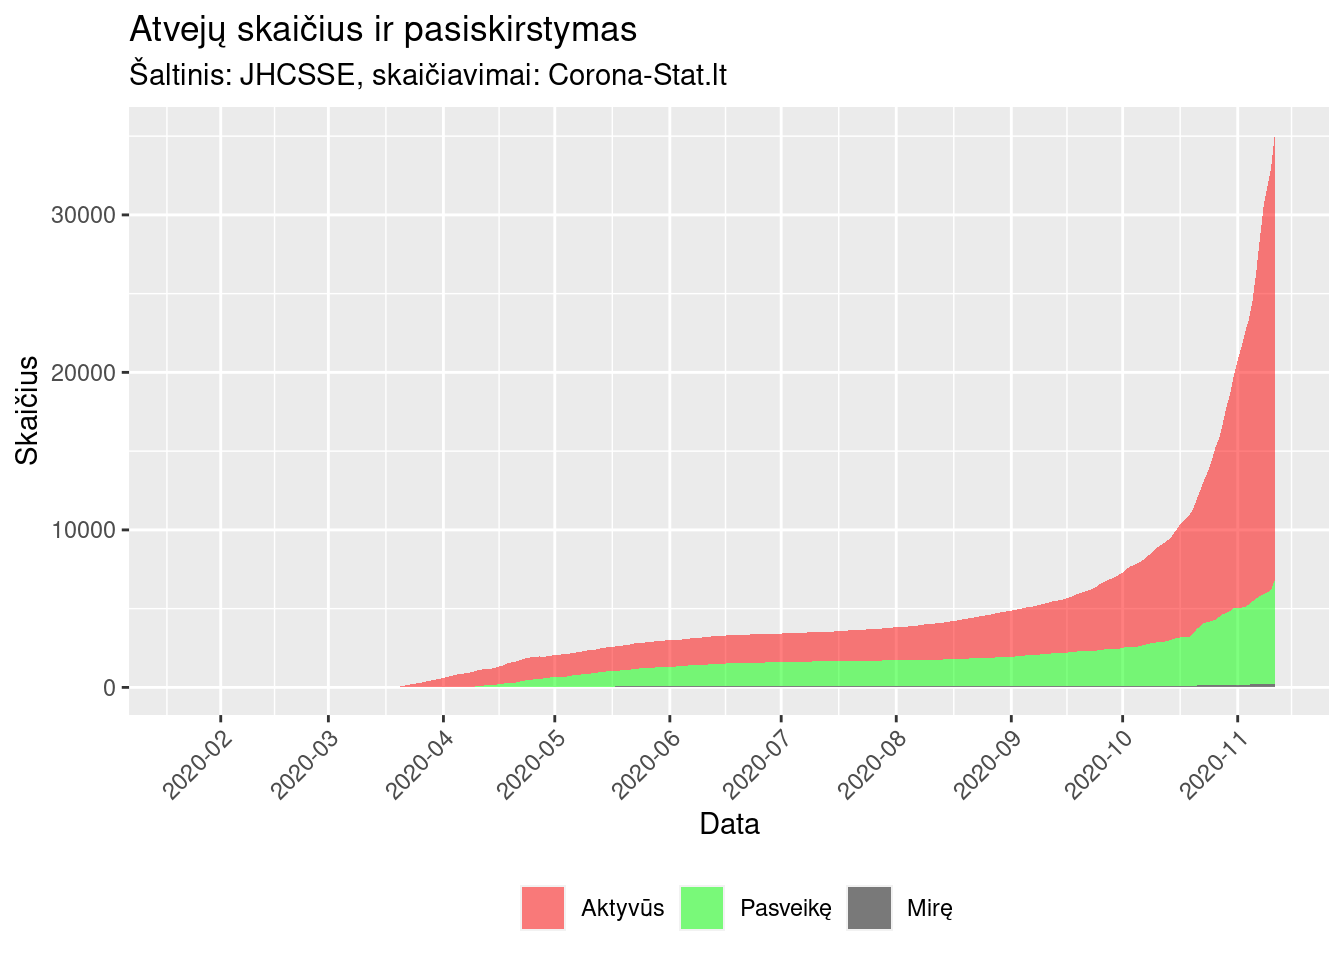 Atvejų skaičius ir pasiskirstymas
Šaltinis: JHCSSE, skaičiavimai: Corona-Stat.lt
Skaičius
30000
20000
10000
0
2020-02
2020-03
2020-04
2020-05
2020-06
2020-07
2020-08
2020-09
2020-10
2020-11
Data
Aktyvūs
Pasveikę
Mirę